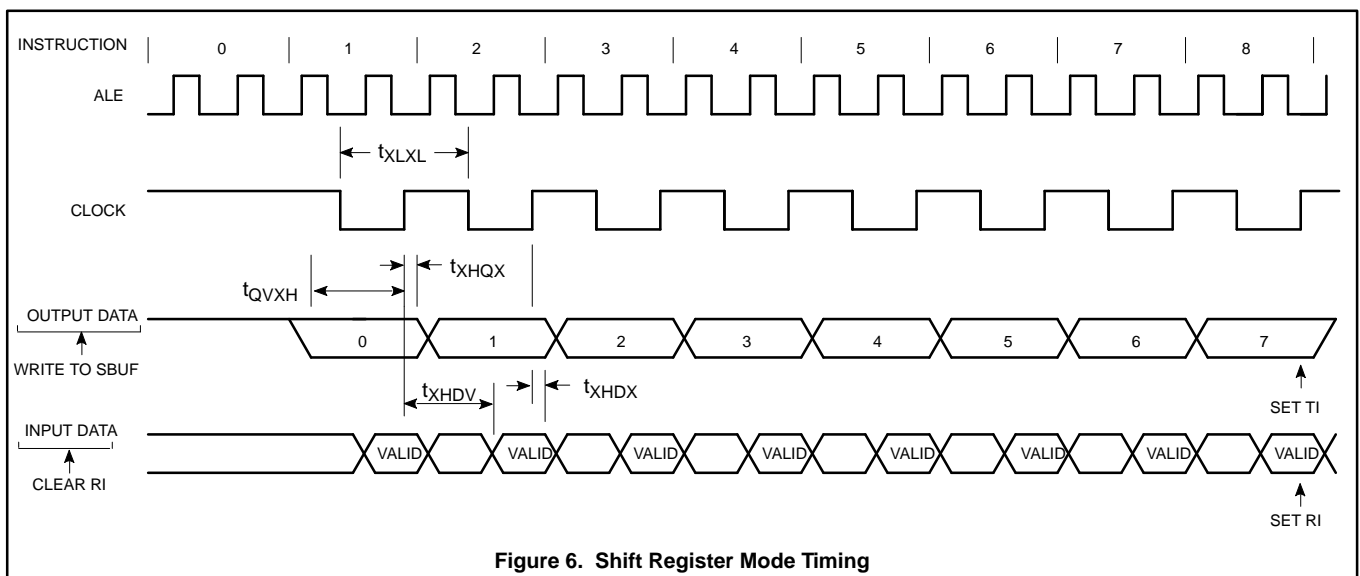 INSTRUCTION 0 1 2 3 4 5 6 7 8
ALE
tXLXL
CLOCK
tXHQX
tQVXH
OUTPUT DATA
0 1 2 3 4 5 6 7
WRITE TO SBUF
tXHDV tXHDX
SET TI
INPUT DATA
VALID VALID VALID VALID VALID VALID VALID VALID
CLEAR RI
SET RI
Figure 6. Shift Register Mode Timing